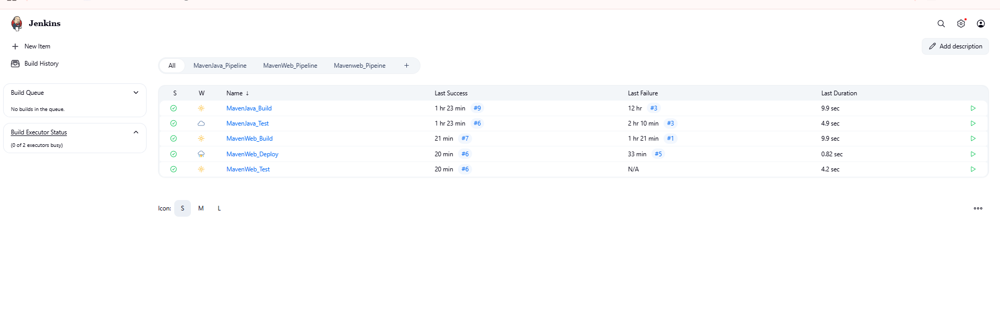 Jenkins
New Item
Add description
Build History
All MavenJava_Pipeline MavenWeb_Pipeline Mavenweb_Pipeine +
Build Queue
No builds in the queue.
Build Executor Status
(0 of 2 executors busy)
S W Name ↓ Last Success Last Failure Last Duration
MavenJava_Build 1 hr 23 min #9 12 hr #3 9.9 sec
MavenJava_Test 1 hr 23 min #6 2 hr 10 min #3 4.9 sec
MavenWeb_Build 21 min #7 1 hr 21 min #1 9.9 sec
MavenWeb_Deploy 20 min #6 33 min #5 0.82 sec
MavenWeb_Test 20 min #6 N/A 4.2 sec
Icon: S M L